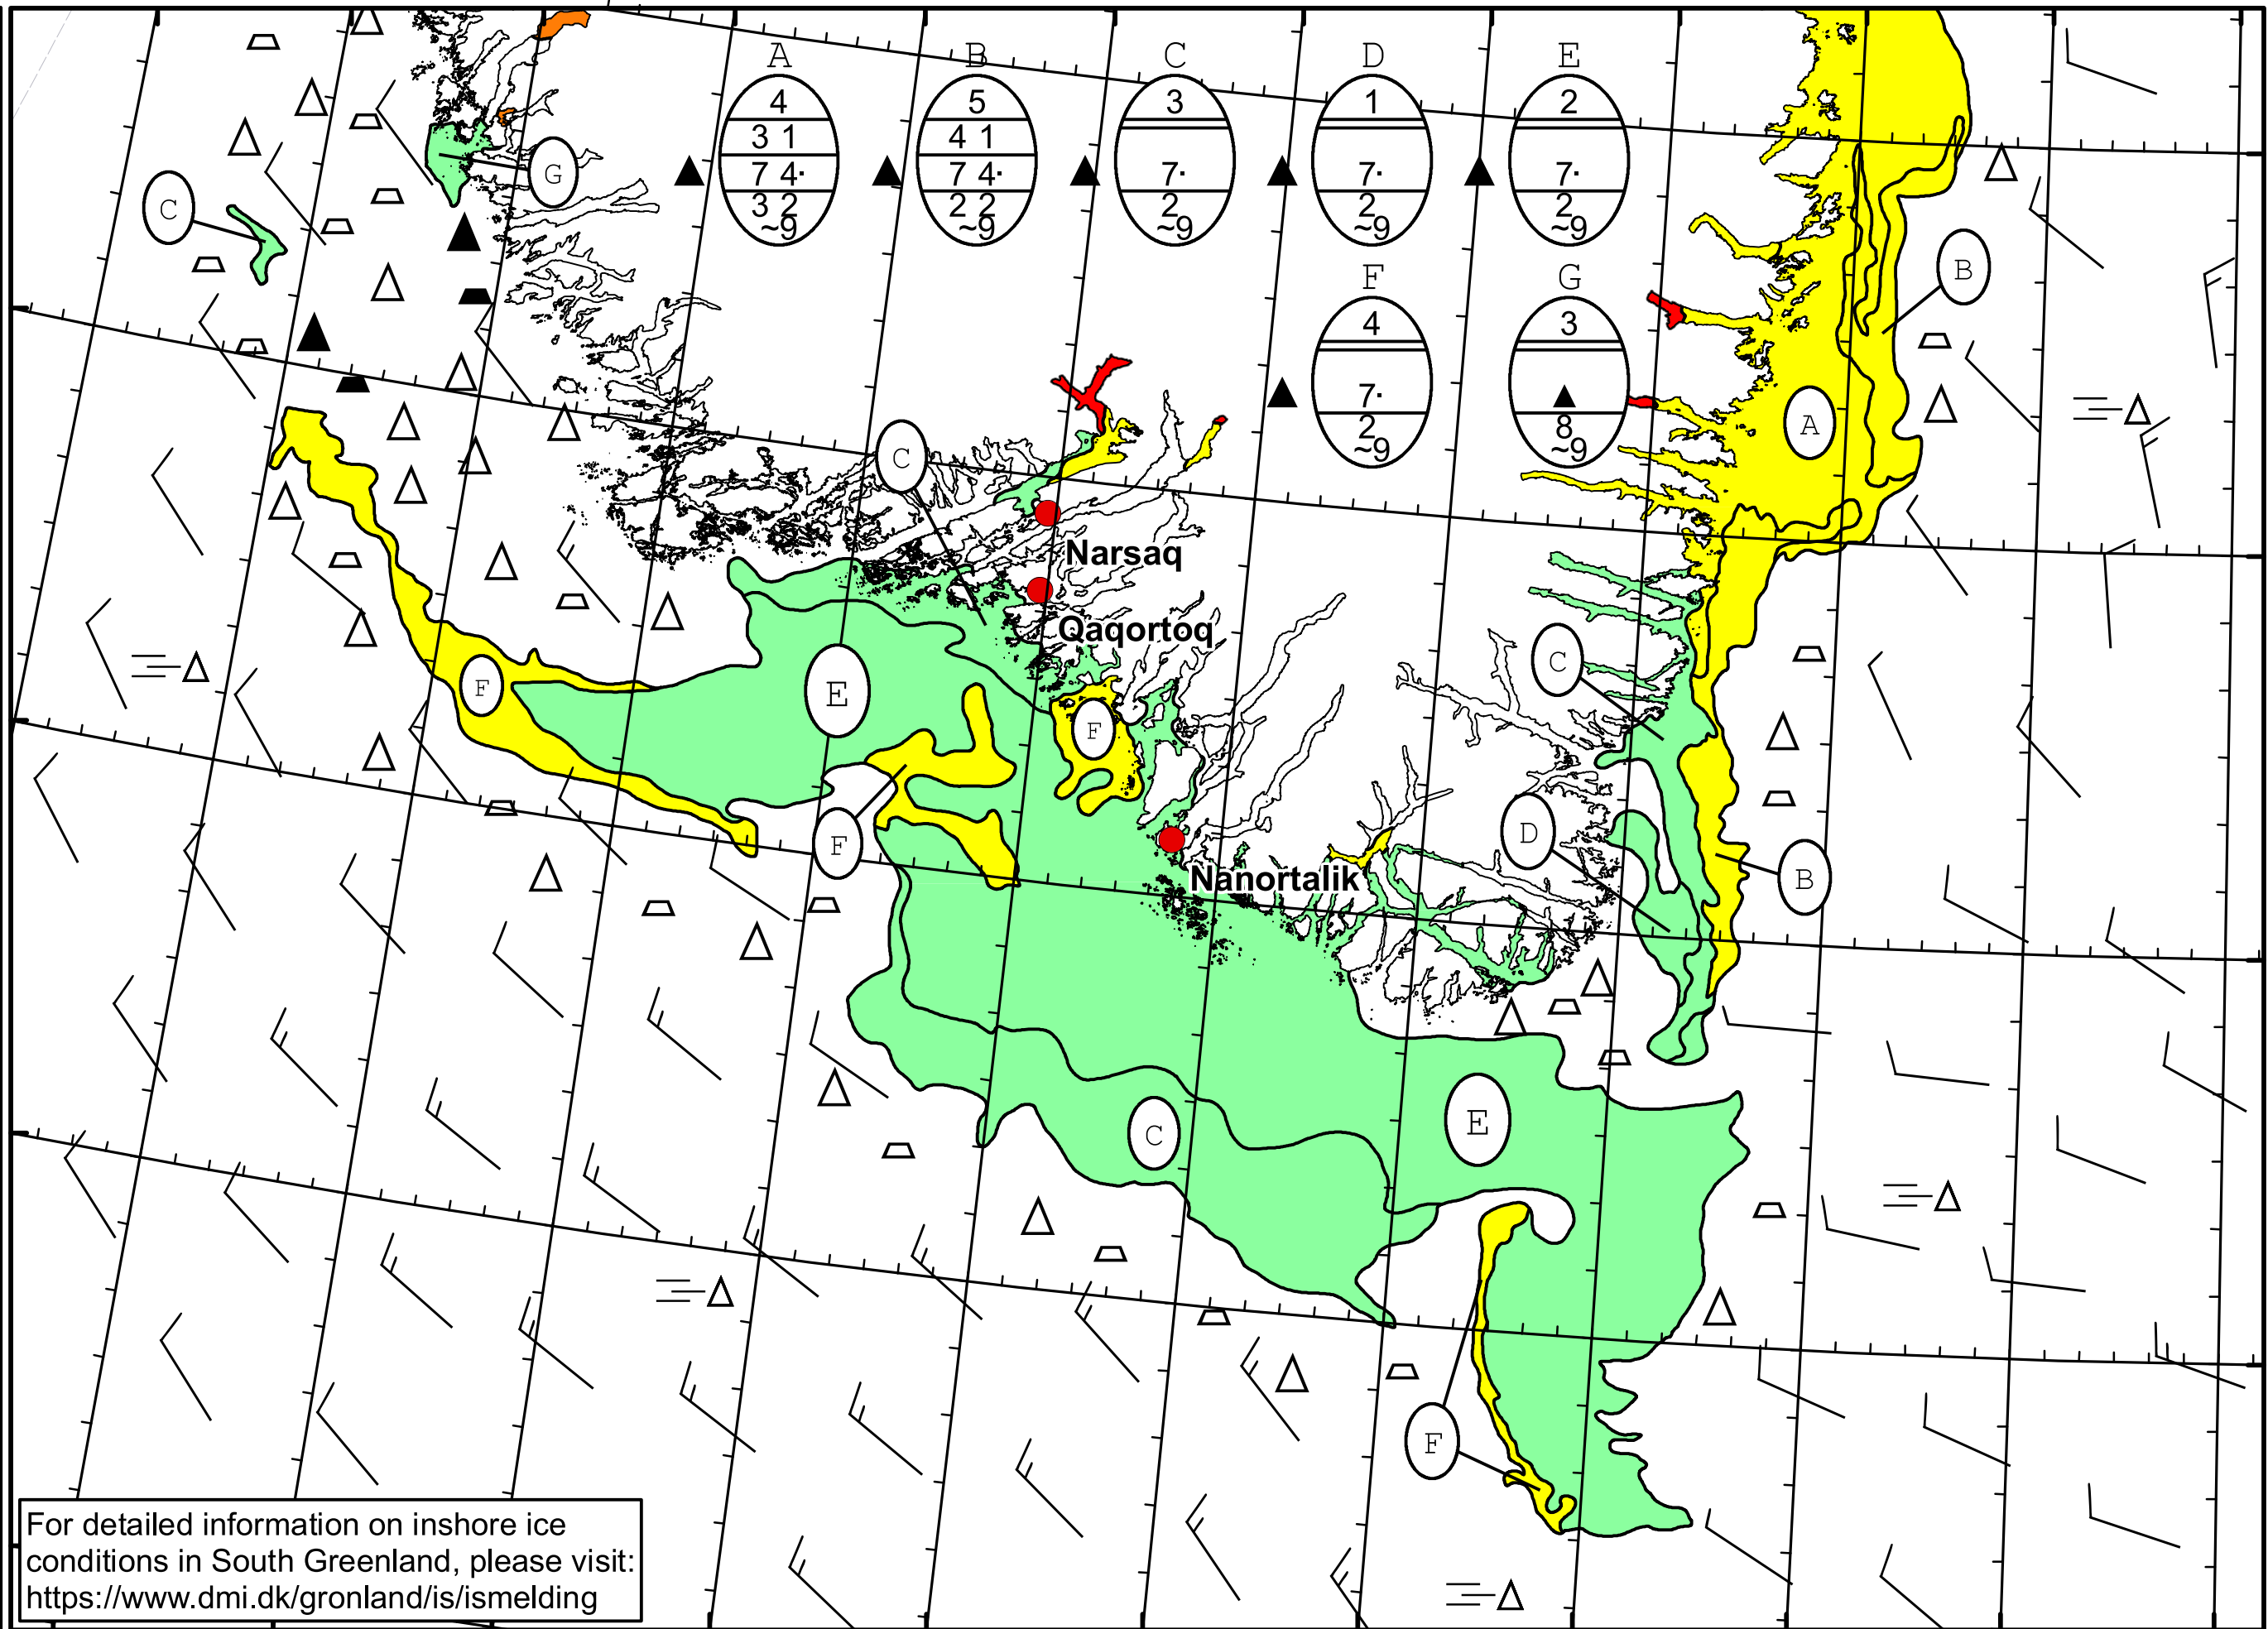 A B C D E
4 5 3 1 2
3 1 4 1
7 4· 7 4· 7· 7· 7·
3 2 2 2 2 2 2
~9 ~9 ~9 ~9 ~9
F G
4 3
7·
2 8
~9 ~9
G
C
B
A
C
Narsaq
Qaqortoq
C
E
F
F
D
F
Nanortalik
B
E
C
F
For detailed information on inshore ice
conditions in South Greenland, please visit:
https://www.dmi.dk/gronland/is/ismelding